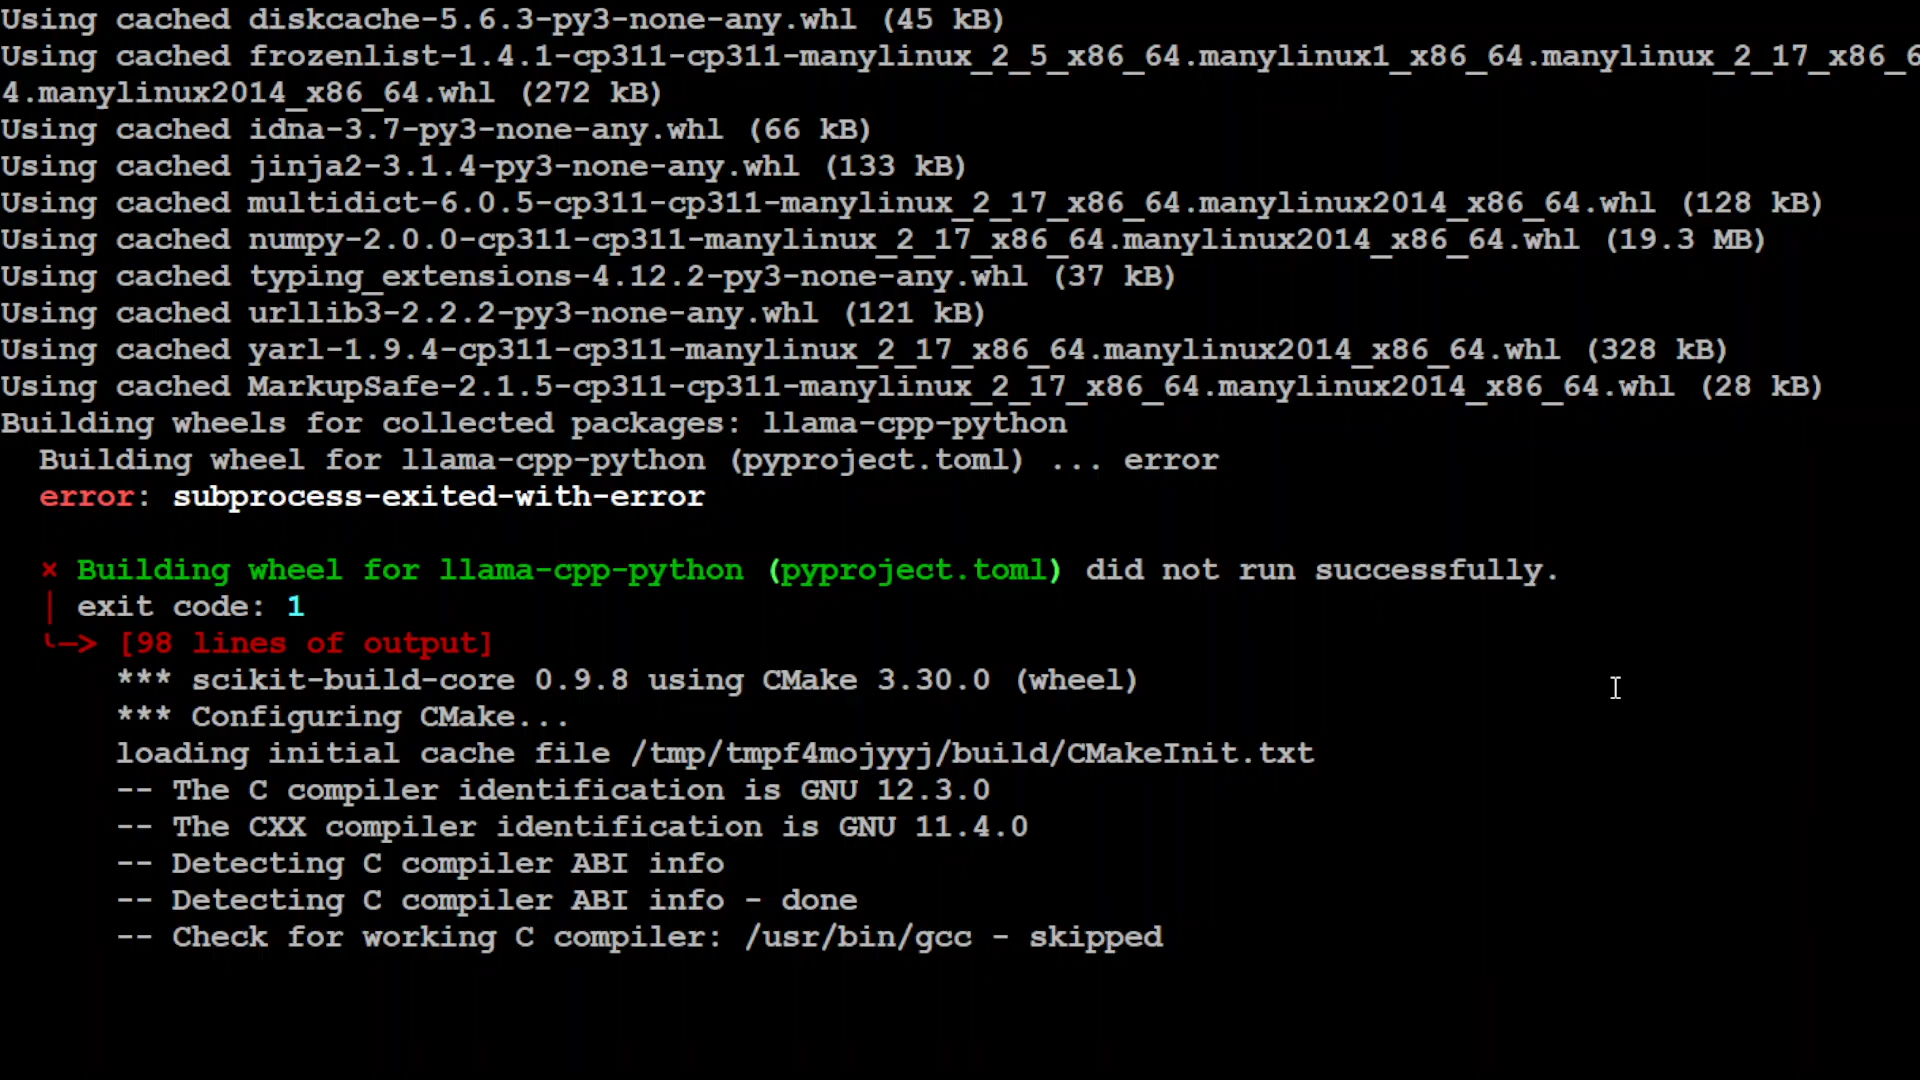 Using cached diskcache-5.6.3-py3-none-any.whl (45 kB)
Using cached frozenlist-1.4.1-cp311-cp311-manylinux_2_5_x86_64.manylinux1_x86_64.manylinux_2_17_x86_6
4.manylinux2014_x86_64.whl (272 kB)
Using cached idna-3.7-py3-none-any.whl (66 kB)
Using cached jinja2-3.1.4-py3-none-any.whl (133 kB)
Using cached multidict-6.0.5-cp311-cp311-manylinux_2_17_x86_64.manylinux2014_x86_64.whl (128 kB)
Using cached numpy-2.0.0-cp311-cp311-manylinux_2_17_x86_64.manylinux2014_x86_64.whl (19.3 MB)
Using cached typing_extensions-4.12.2-py3-none-any.whl (37 kB)
Using cached urllib3-2.2.2-py3-none-any.whl (121 kB)
Using cached yarl-1.9.4-cp311-cp311-manylinux_2_17_x86_64.manylinux2014_x86_64.whl (328 kB)
Using cached MarkupSafe-2.1.5-cp311-cp311-manylinux_2_17_x86_64.manylinux2014_x86_64.whl (28 kB)
Building wheels for collected packages: llama-cpp-python
  Building wheel for llama-cpp-python (pyproject.toml) ... error
  error: subprocess-exited-with-error

  × Building wheel for llama-cpp-python (pyproject.toml) did not run successfully.
  │ exit code: 1
  ╰─> [98 lines of output]
      *** scikit-build-core 0.9.8 using CMake 3.30.0 (wheel)
      *** Configuring CMake...
      loading initial cache file /tmp/tmpf4mojyyj/build/CMakeInit.txt
      -- The C compiler identification is GNU 12.3.0
      -- The CXX compiler identification is GNU 11.4.0
      -- Detecting C compiler ABI info
      -- Detecting C compiler ABI info - done
      -- Check for working C compiler: /usr/bin/gcc - skipped